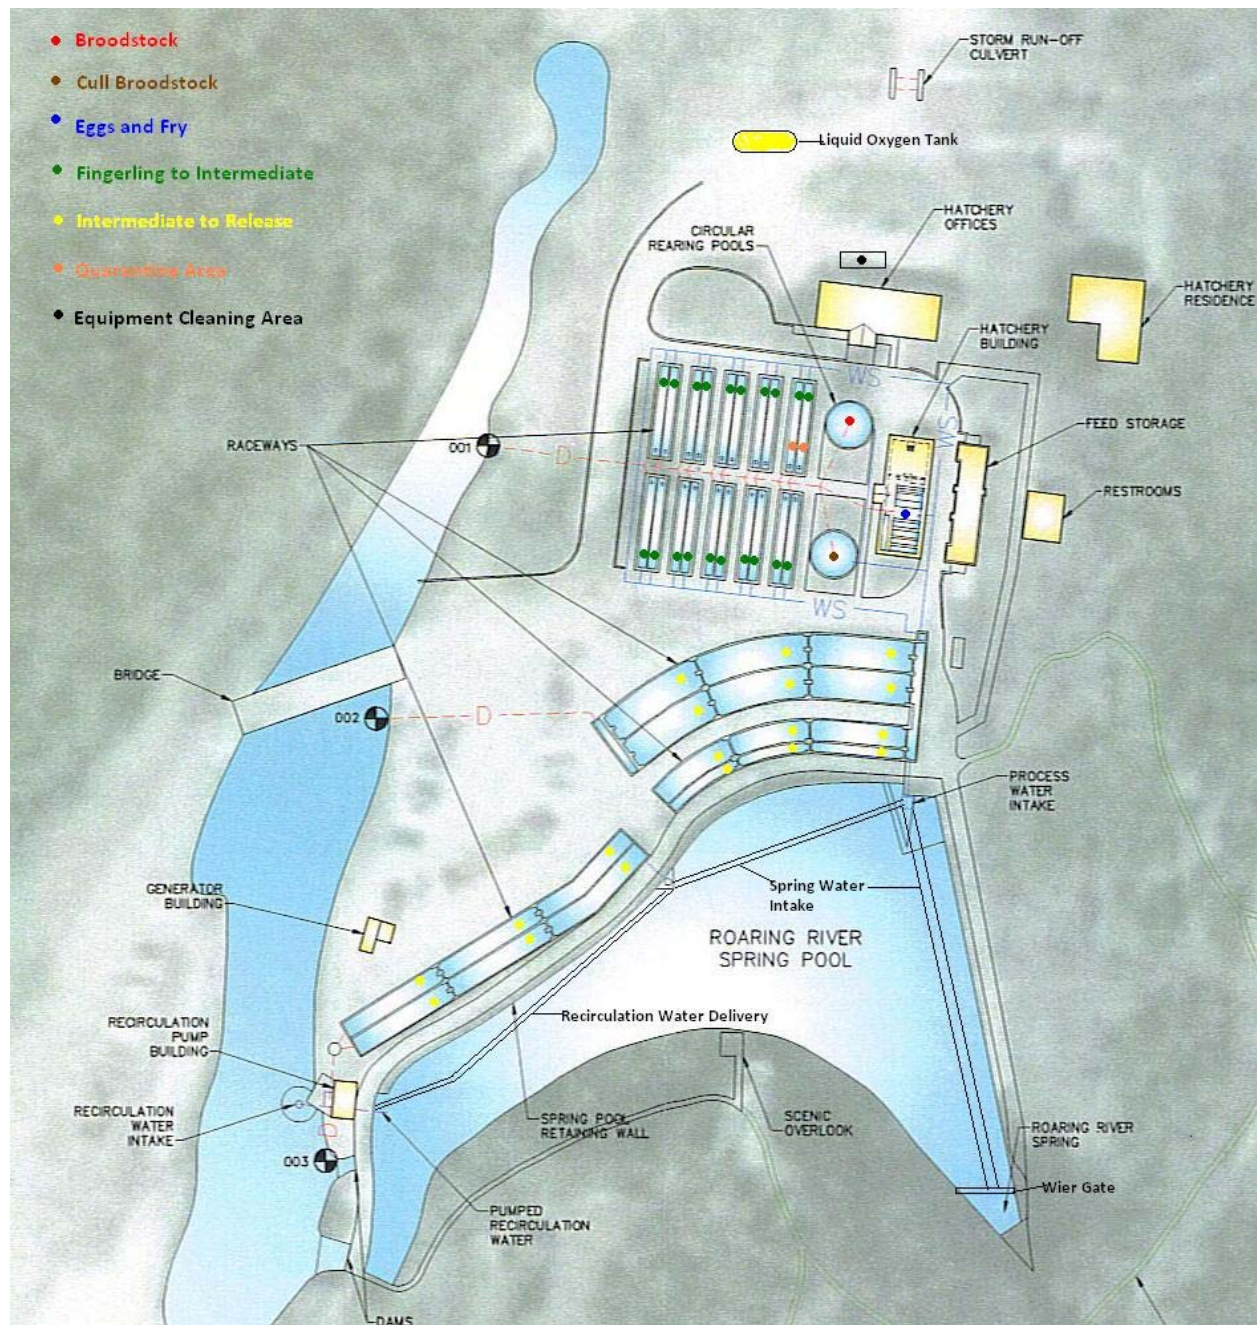 Broodstock
Cull Broodstock
Eggs and Fry
Fingerling to Intermediate
Intermediate to Release
Quarantine Area
Equipment Cleaning Area
STORM RUN-OFF
CULVERT
Liquid Oxygen Tank
HATCHERY
OFFICES
CIRCULAR
REARING POOLS
HATCHERY
RESIDENCE
HATCHERY
BUILDING
WS
WS
FEED STORAGE
RACEWAYS
001
D
RESTROOMS
WS
BRIDGE
002
D
PROCESS
WATER
INTAKE
GENERATOR
BUILDING
Spring Water
Intake
ROARING RIVER
SPRING POOL
Recirculation Water Delivery
RECIRCULATION
PUMP
BUILDING
RECIRCULATION
WATER
INTAKE
D
SPRING POOL
RETAINING WALL
SCENIC
OVERLOOK
ROARING RIVER
SPRING
003
Wier Gate
PUMPED
RECIRCULATION
WATER
DAMS